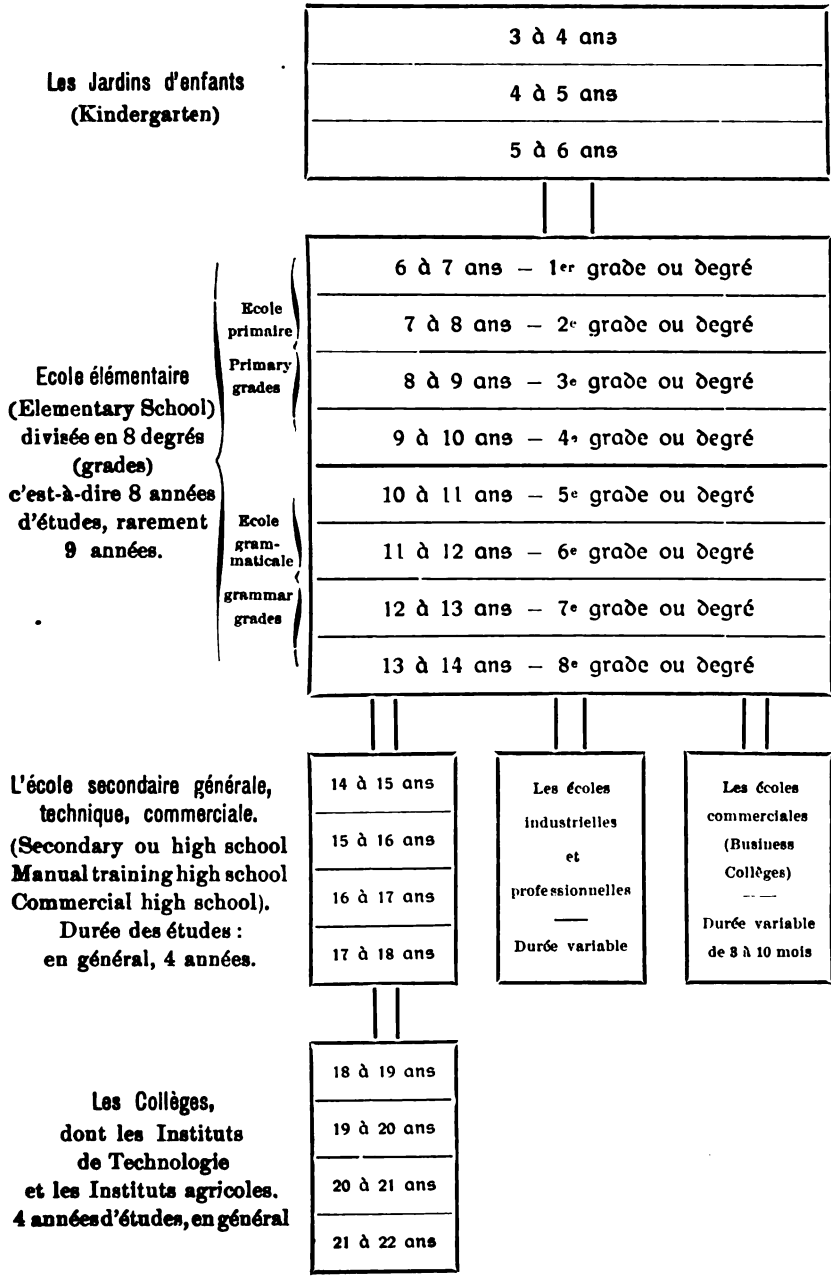 Les Jardins d'enfants
(Kindergarten)
3 à 4 ans
4 à 5 ans
5 à 6 ans
Ecole élémentaire
(Elementary School)
divisée en 8 degrés
(grades)
c'est-à-dire 8 années
d'études, rarement
9 années.
Ecole
primaire
Primary
grades
Ecole
gram-
maticale
grammar
grades
6 à 7 ans — 1er grade ou degré
7 à 8 ans — 2e grade ou degré
8 à 9 ans — 3e grade ou degré
9 à 10 ans — 4e grade ou degré
10 à 11 ans — 5e grade ou degré
11 à 12 ans — 6e grade ou degré
12 à 13 ans — 7e grade ou degré
13 à 14 ans — 8e grade ou degré
L'école secondaire générale,
technique, commerciale.
(Secondary ou high school
Manual training high school
Commercial high school).
Durée des études :
en général, 4 années.
14 à 15 ans
15 à 16 ans
16 à 17 ans
17 à 18 ans
Les écoles
industrielles
et
professionnelles
Durée variable
Les écoles
commerciales
(Business
Collèges)
Durée variable
de 8 à 10 mois
Les Collèges,
dont les Instituts
de Technologie
et les Instituts agricoles.
4 années d'études, en général
18 à 19 ans
19 à 20 ans
20 à 21 ans
21 à 22 ans